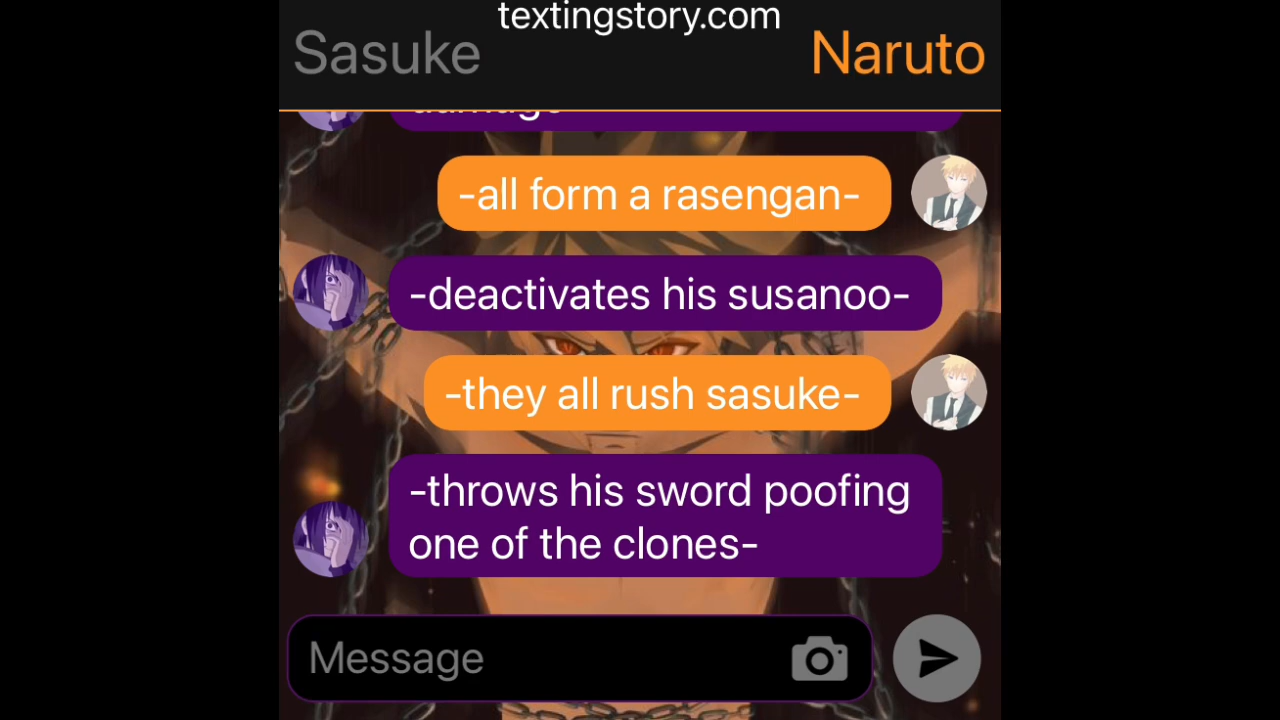 textingstory.com
Sasuke
Naruto
-all form a rasengan-
-deactivates his susanoo-
-they all rush sasuke-
-throws his sword poofing
one of the clones-
Message